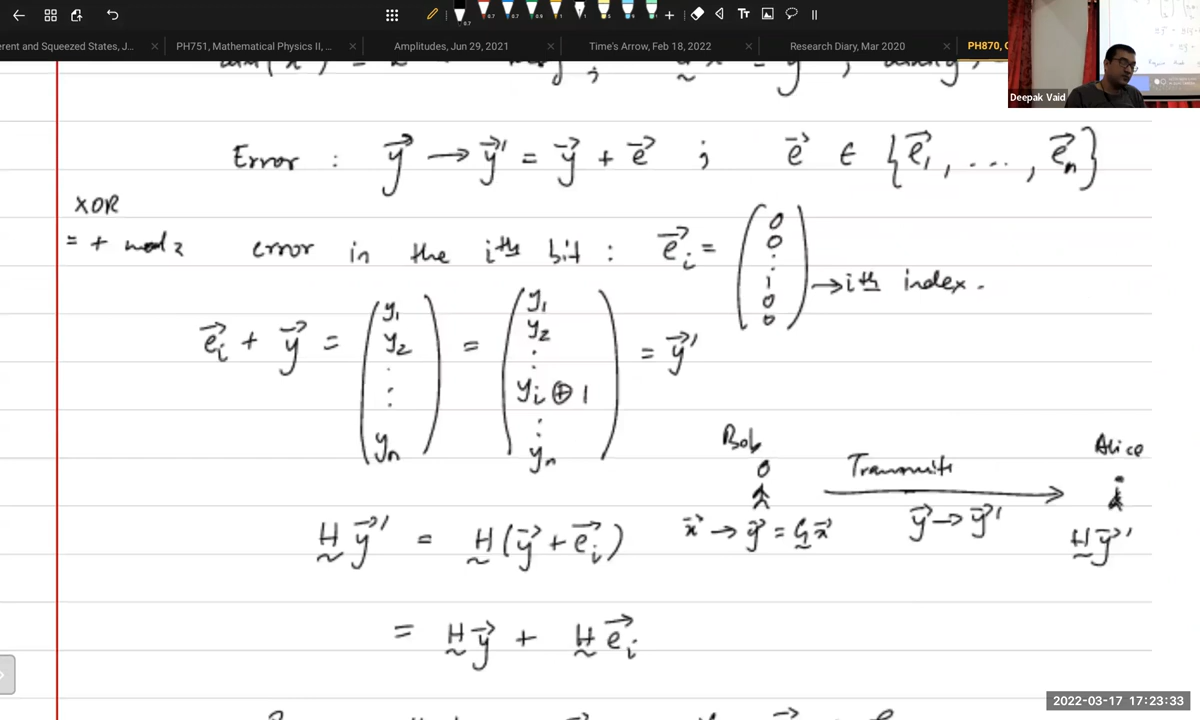 erent and Squeezed States, J... × PH751, Mathematical Physics II, ... × Amplitudes, Jun 29, 2021 × Time's Arrow, Feb 18, 2022 × Research Diary, Mar 2020 × PH870, C
Deepak Vaid
Error : y⃗ → y⃗' = y⃗ + e⃗ ; e⃗ ∈ {e⃗₁, ..., e⃗ₙ}
XOR
= + mod 2
error in the ith bit : e⃗ᵢ = (0 0 : 1 0 0) → ith index.
e⃗ᵢ + y⃗ = (y₁ y₂ : : yₙ) = (y₁ y₂ : yᵢ ⊕ 1 : yₙ) = y⃗'
Bob Alice
Transmits
x⃗ → y⃗ = G x⃗ y⃗ → y⃗' H y⃗'
H y⃗' = H (y⃗ + e⃗ᵢ)
= H y⃗ + H e⃗ᵢ
2022-03-17 17:23:33